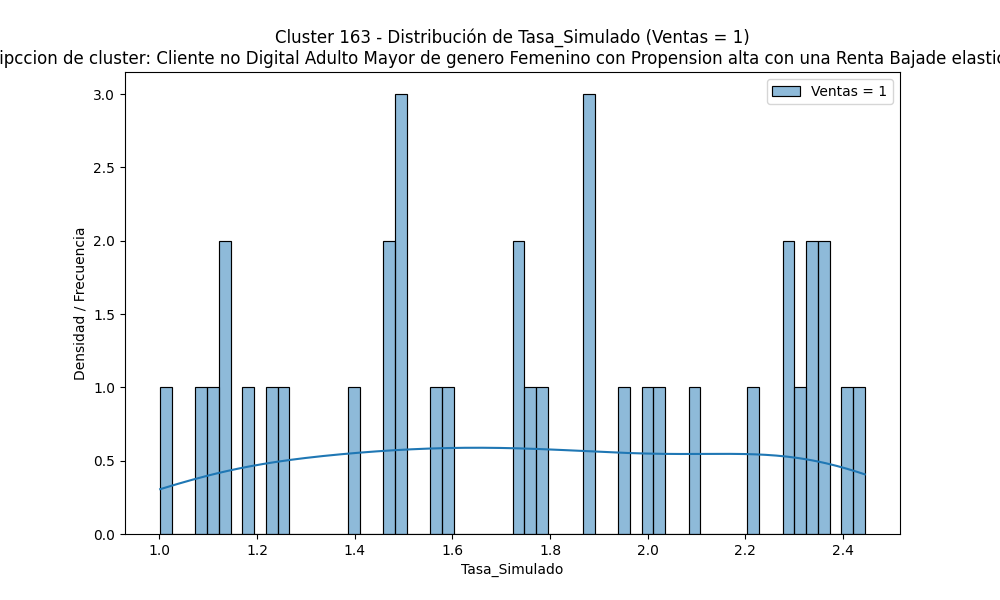 Cluster 163 - Distribución de Tasa_Simulado (Ventas = 1)
ipccion de cluster: Cliente no Digital Adulto Mayor de genero Femenino con Propension alta con una Renta Bajade elastic
Ventas = 1
3.0
2.5
2.0
1.5
1.0
0.5
0.0
Densidad / Frecuencia
1.0 1.2 1.4 1.6 1.8 2.0 2.2 2.4
Tasa_Simulado